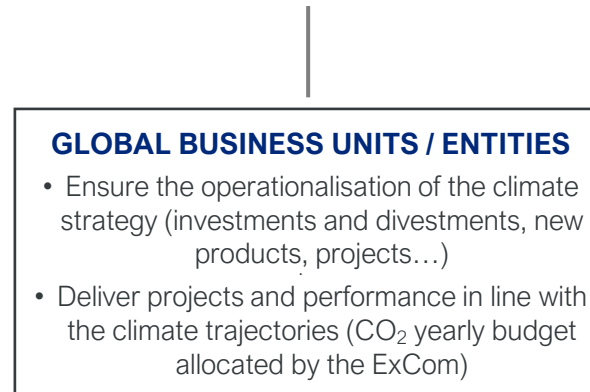 GLOBAL BUSINESS UNITS / ENTITIES
• Ensure the operationalisation of the climate
strategy (investments and divestments, new
products, projects…)
• Deliver projects and performance in line with
the climate trajectories (CO₂ yearly budget
allocated by the ExCom)